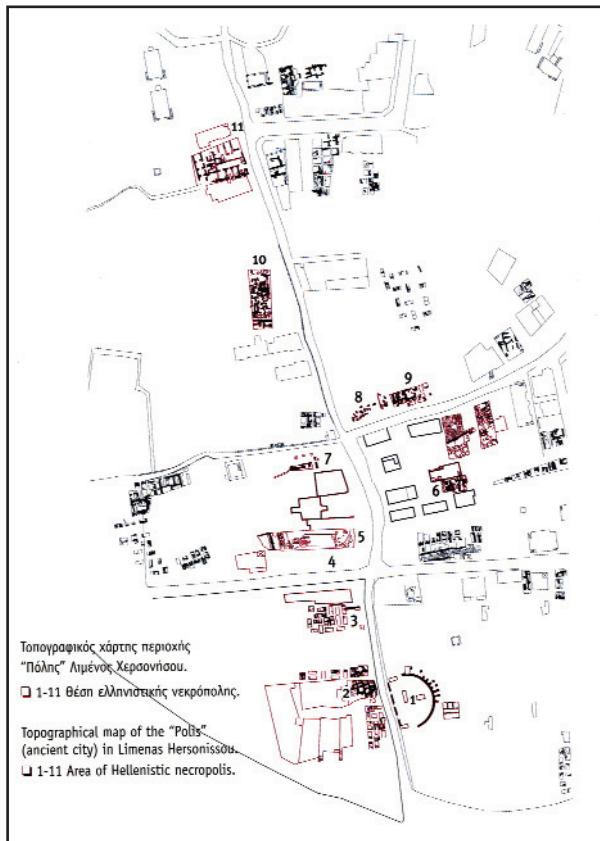 11
10
9
8
7
6
5
4
3
2
1
Τοπογραφικός χάρτης περιοχής
"Πόλης" Λιμένος Χερσονήσου.
❑ 1-11 Θέση ελληνιστικής νεκρόπολης.
Topographical map of the "Polis"
(ancient city) in Limenas Hersonissou.
❑ 1-11 Area of Hellenistic necropolis.